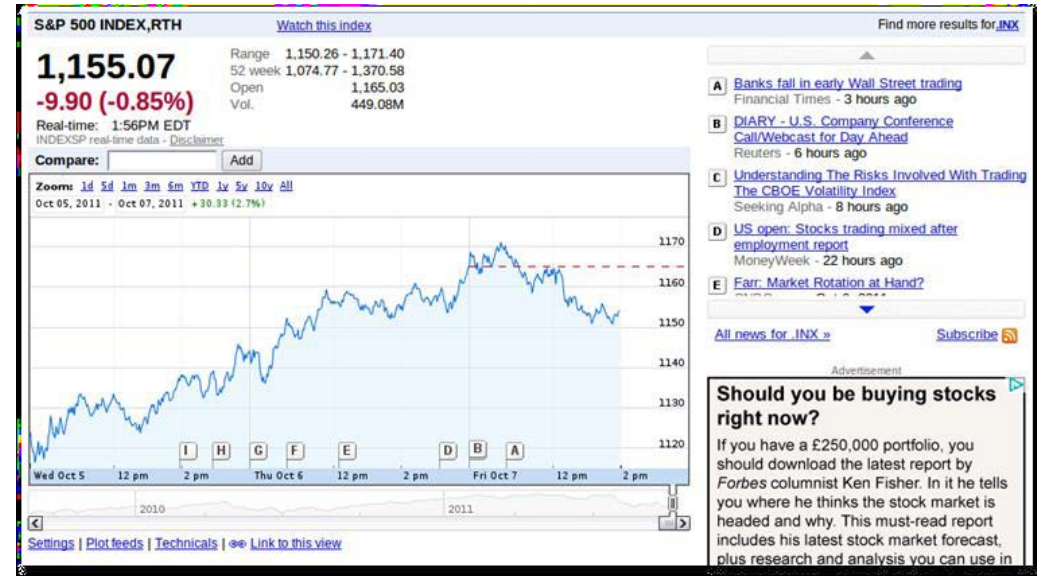 S&P 500 INDEX,RTH
Watch this index
Find more results for .INX
1,155.07
-9.90 (-0.85%)
Real-time: 1:56PM EDT
INDEXSP real-time data - Disclaimer
Range 1,150.26 - 1,171.40
52 week 1,074.77 - 1,370.58
Open 1,165.03
Vol. 449.08M
Compare: Add
Zoom: 1d 5d 1m 3m 6m YTD 1y 5y 10y All
Oct 05, 2011 - Oct 07, 2011 +30.33 (2.7%)
1170
1160
1150
1140
1130
1120
I H G F E D B A
Wed Oct 5 12 pm 2 pm Thu Oct 6 12 pm 2 pm Fri Oct 7 12 pm 2 pm
2010 2011
Settings | Plot feeds | Technicals | Link to this view
A Banks fall in early Wall Street trading
Financial Times - 3 hours ago
B DIARY - U.S. Company Conference
Call/Webcast for Day Ahead
Reuters - 6 hours ago
C Understanding The Risks Involved With Trading
The CBOE Volatility Index
Seeking Alpha - 8 hours ago
D US open: Stocks trading mixed after
employment report
MoneyWeek - 22 hours ago
E Farr: Market Rotation at Hand?
All news for .INX »
Subscribe
Advertisement
Should you be buying stocks
right now?
If you have a £250,000 portfolio, you
should download the latest report by
Forbes columnist Ken Fisher. In it he tells
you where he thinks the stock market is
headed and why. This must-read report
includes his latest stock market forecast,
plus research and analysis you can use in